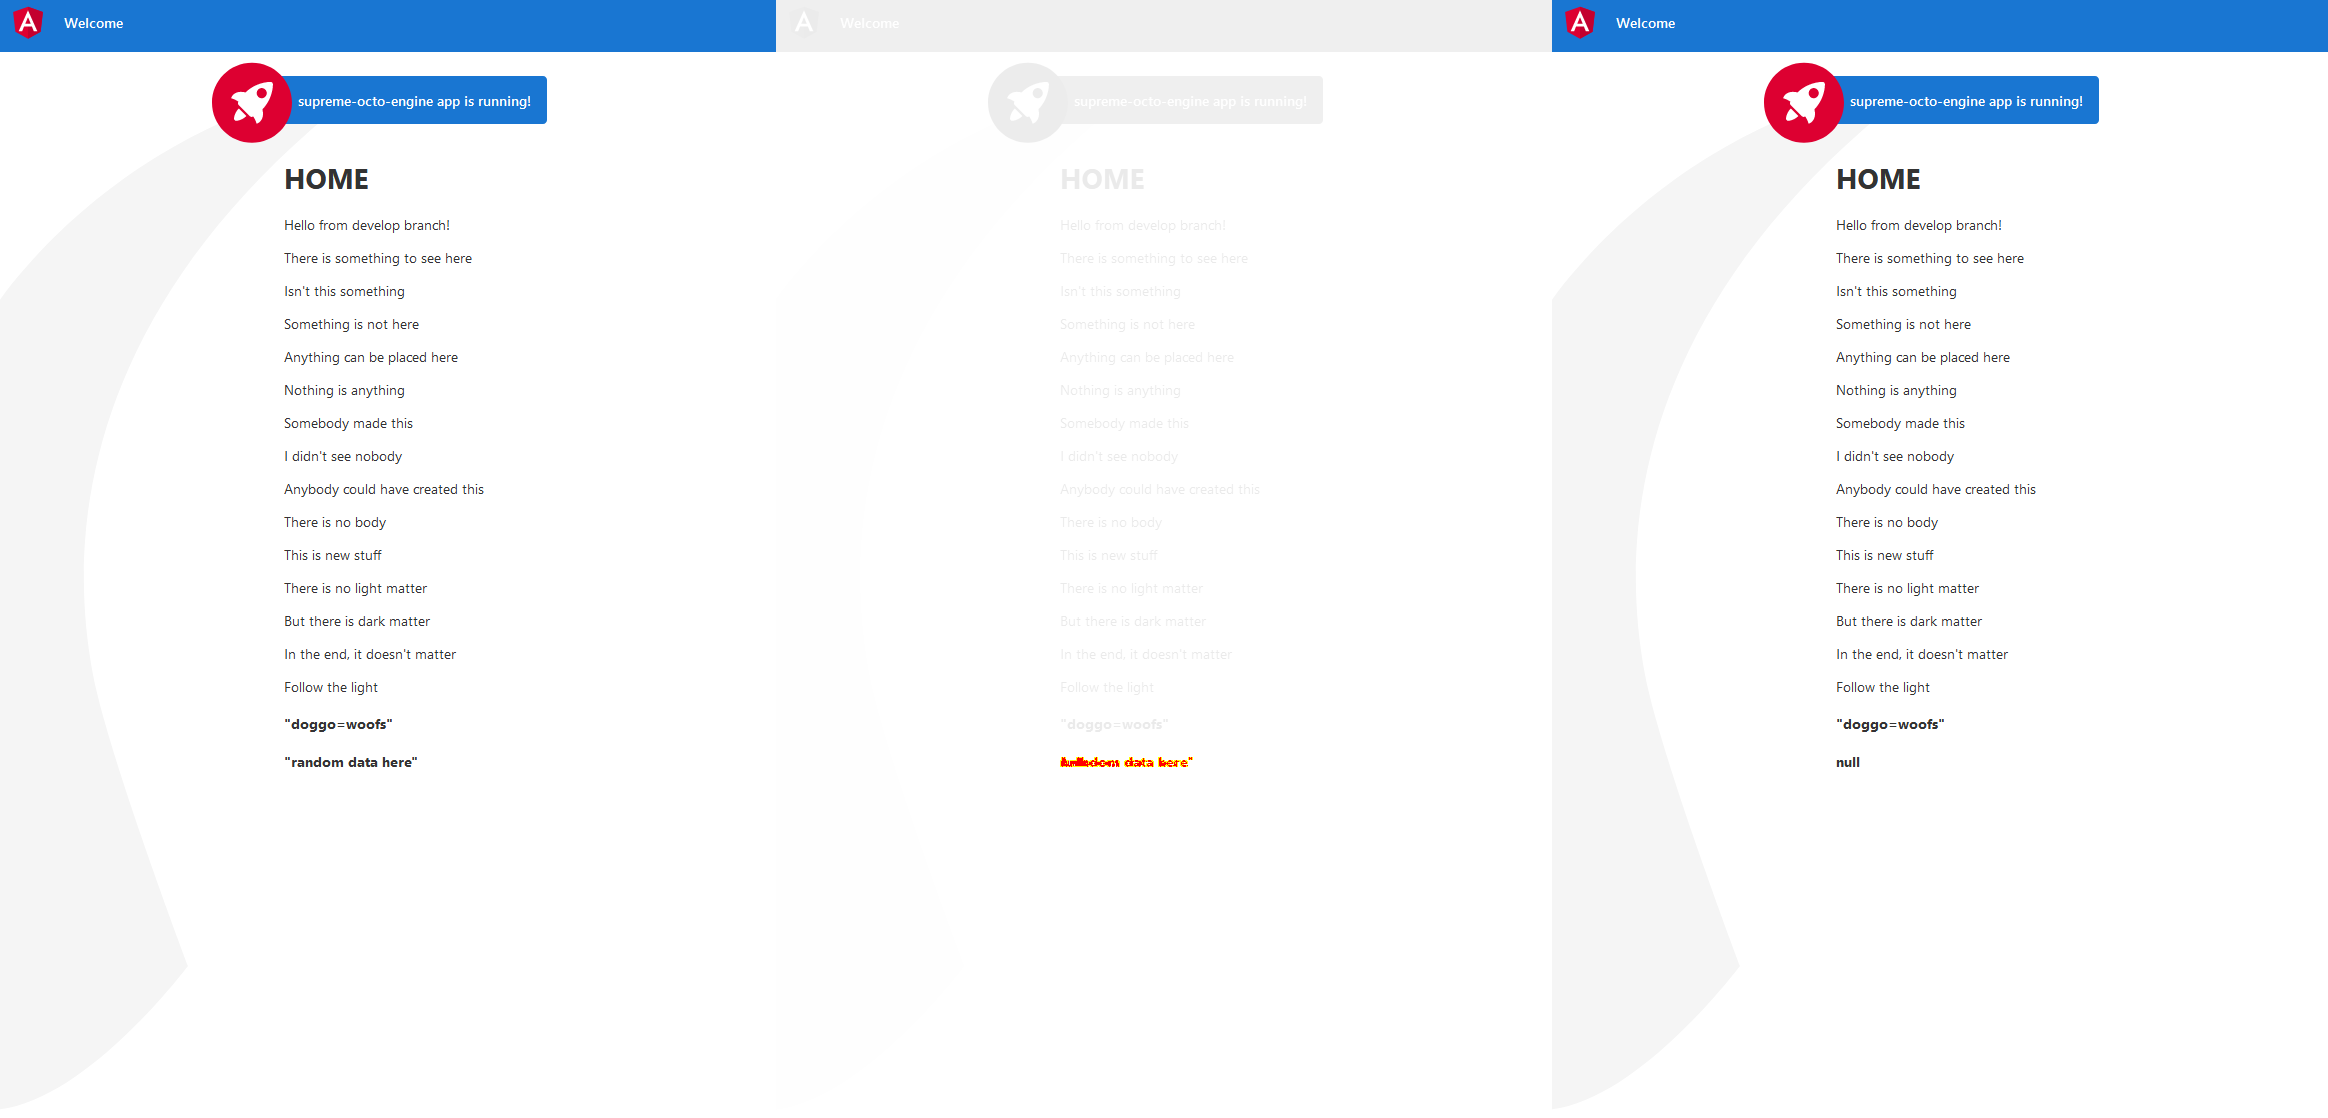 Welcome
supreme-octo-engine app is running!
HOME
Hello from develop branch!
There is something to see here
Isn't this something
Something is not here
Anything can be placed here
Nothing is anything
Somebody made this
I didn't see nobody
Anybody could have created this
There is no body
This is new stuff
There is no light matter
But there is dark matter
In the end, it doesn't matter
Follow the light
"doggo=woofs"
"random data here"
Welcome
supreme-octo-engine app is running!
HOME
Hello from develop branch!
There is something to see here
Isn't this something
Something is not here
Anything can be placed here
Nothing is anything
Somebody made this
I didn't see nobody
Anybody could have created this
There is no body
This is new stuff
There is no light matter
But there is dark matter
In the end, it doesn't matter
Follow the light
"doggo=woofs"
data here"
Welcome
supreme-octo-engine app is running!
HOME
Hello from develop branch!
There is something to see here
Isn't this something
Something is not here
Anything can be placed here
Nothing is anything
Somebody made this
I didn't see nobody
Anybody could have created this
There is no body
This is new stuff
There is no light matter
But there is dark matter
In the end, it doesn't matter
Follow the light
"doggo=woofs"
null